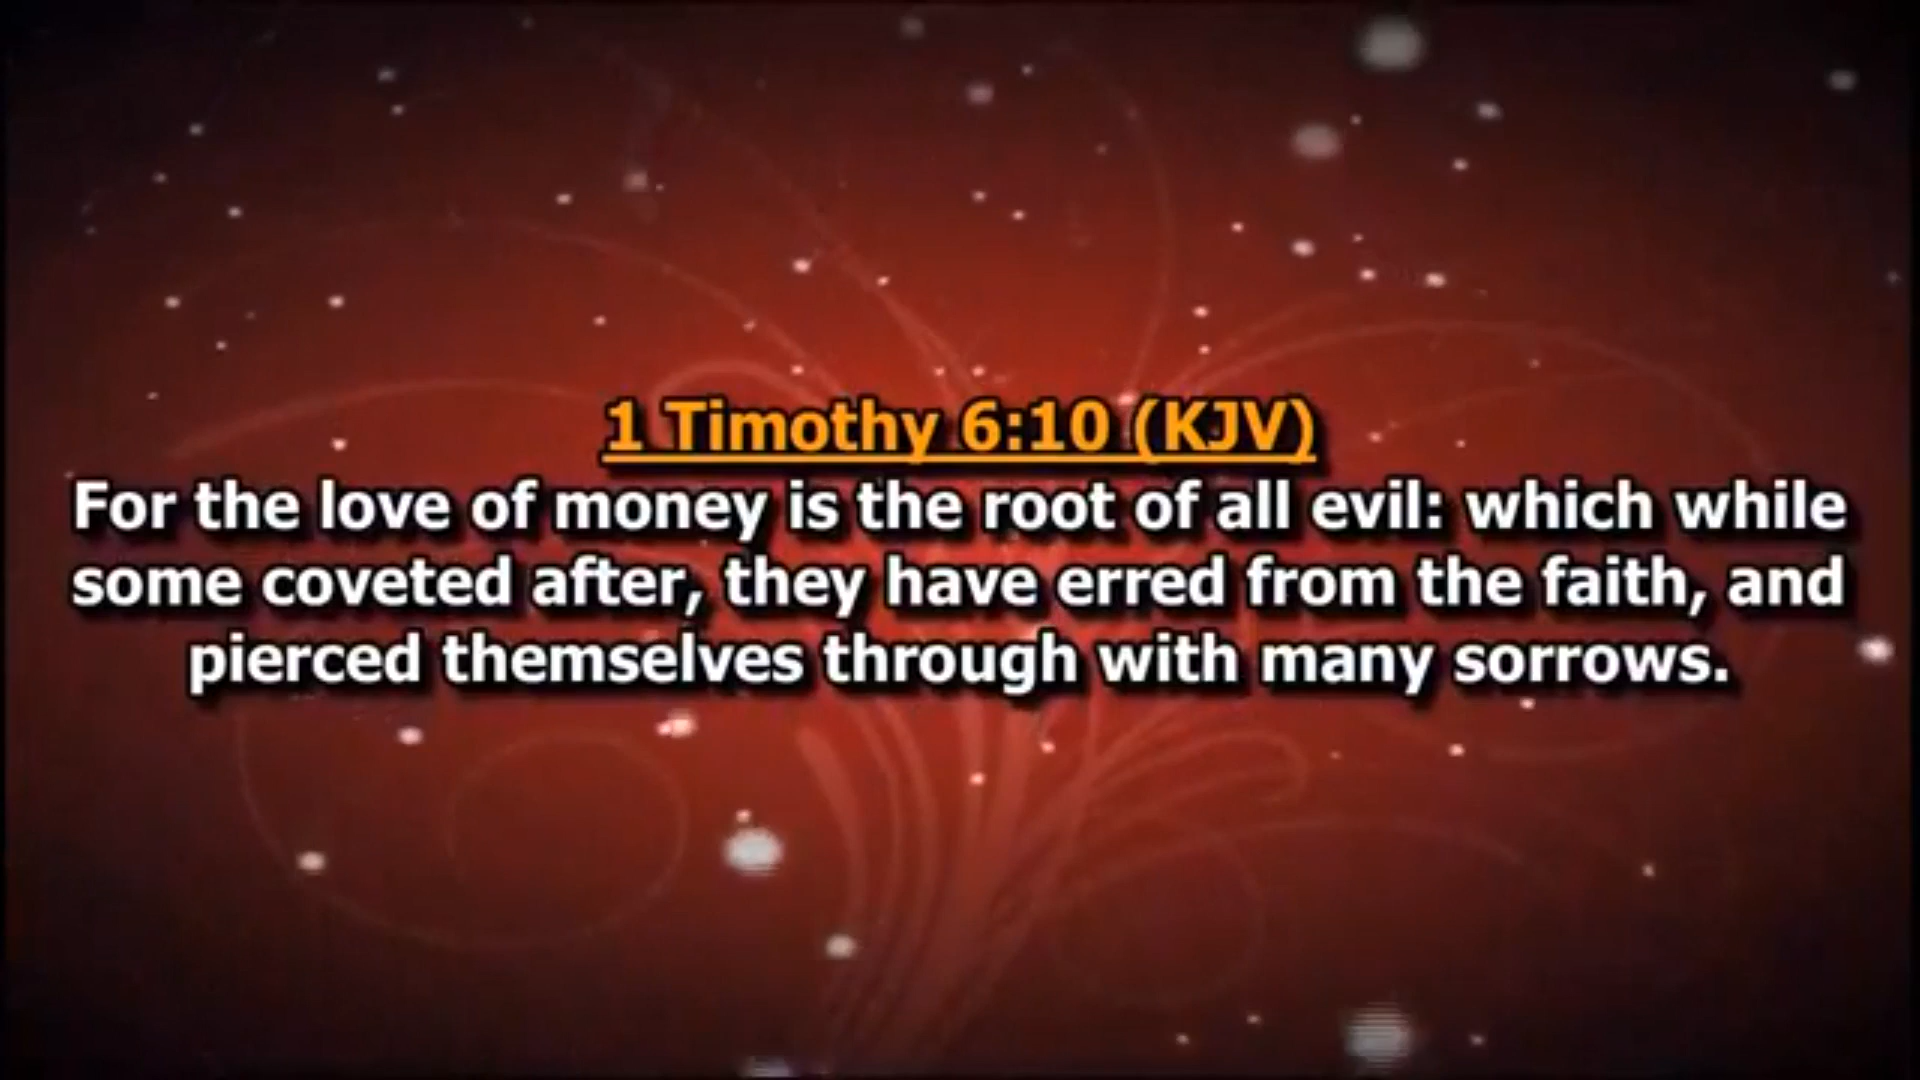 1 Timothy 6:10 (KJV)
For the love of money is the root of all evil: which while
some coveted after, they have erred from the faith, and
pierced themselves through with many sorrows.